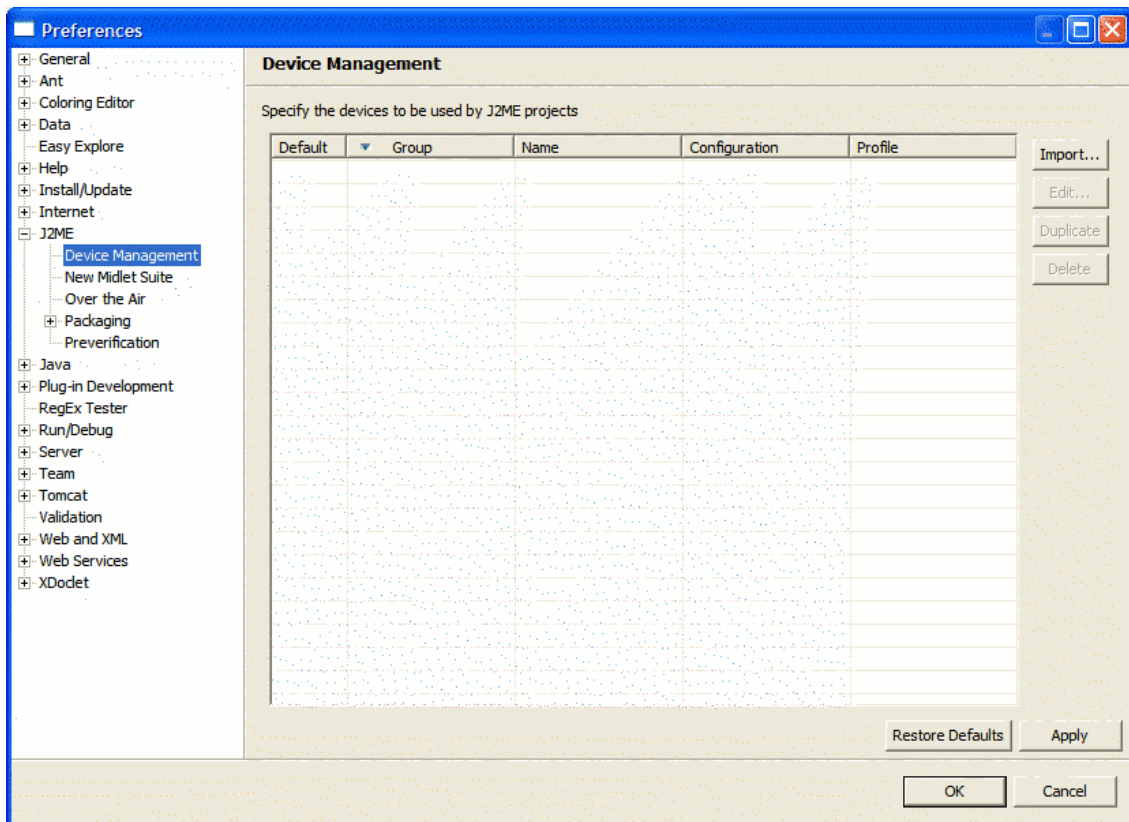 Preferences
General
Ant
Coloring Editor
Data
Easy Explore
Help
Install/Update
Internet
J2ME
Device Management
New Midlet Suite
Over the Air
Packaging
Preverification
Java
Plug-in Development
RegEx Tester
Run/Debug
Server
Team
Tomcat
Validation
Web and XML
Web Services
XDoclet
Device Management
Specify the devices to be used by J2ME projects
Default Group Name Configuration Profile
Import...
Edit...
Duplicate
Delete
Restore Defaults Apply
OK Cancel